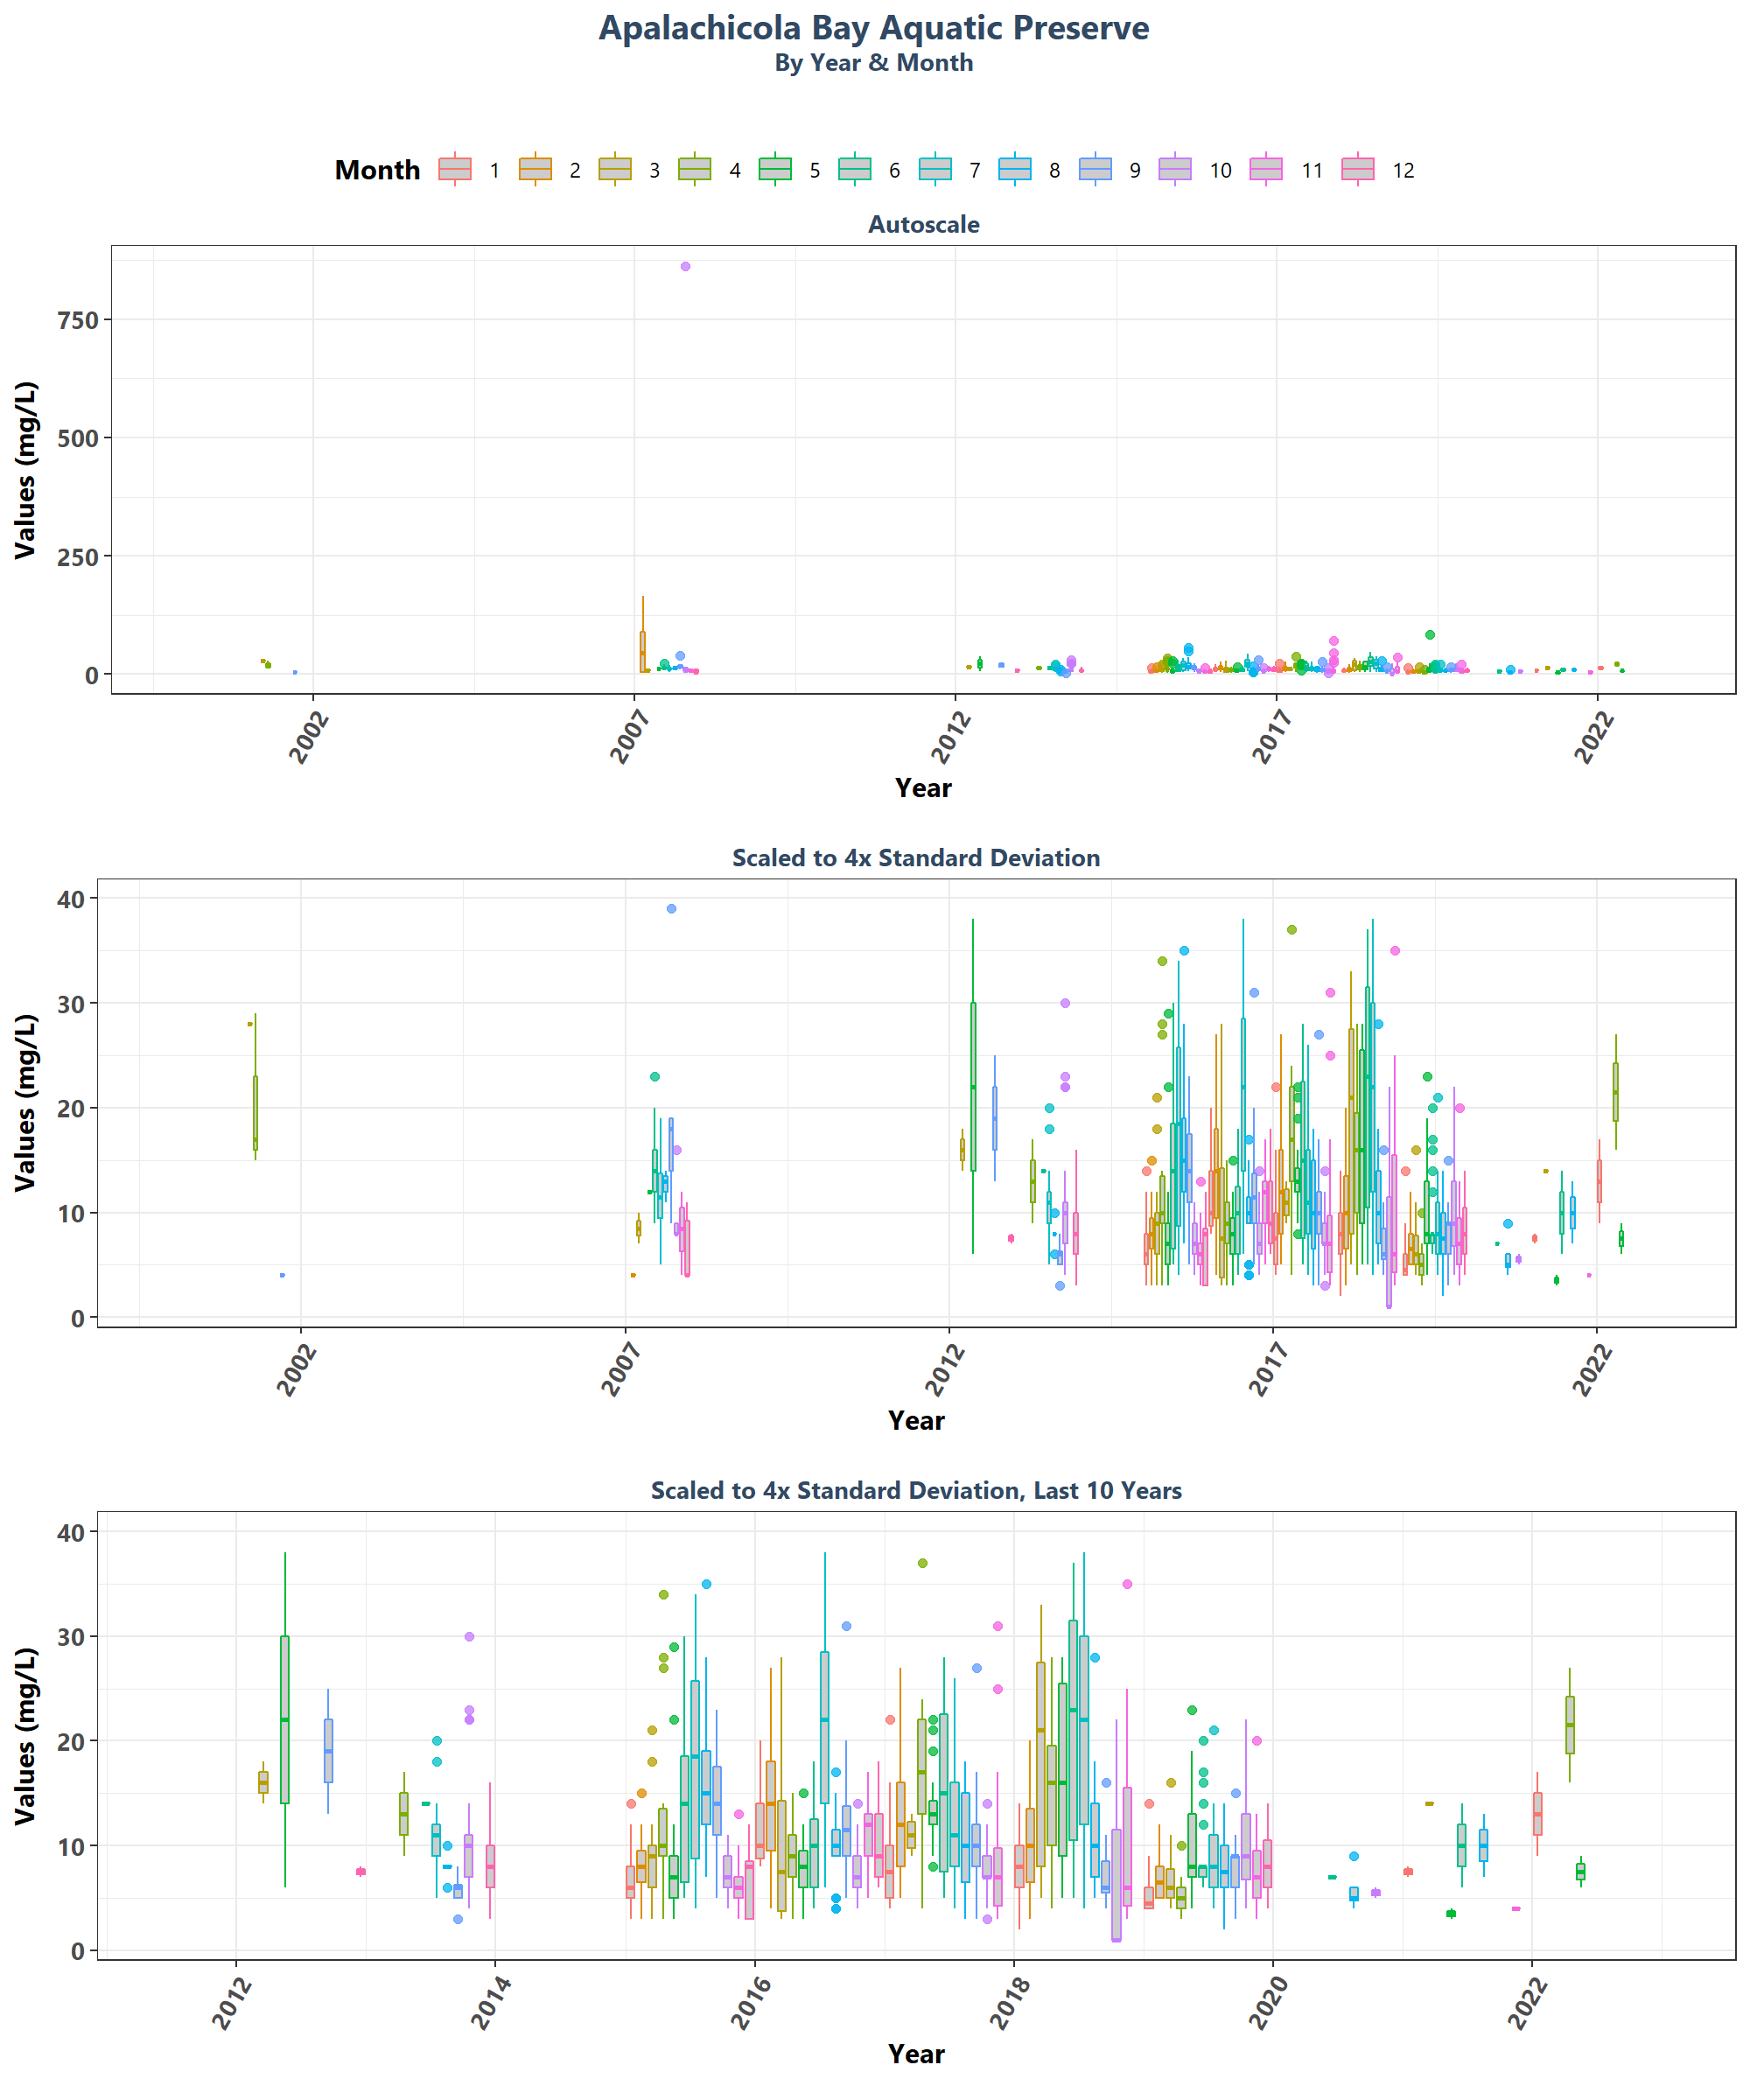 Apalachicola Bay Aquatic Preserve
By Year & Month
Month 1 2 3 4 5 6 7 8 9 10 11 12
Autoscale
Values (mg/L)
750
500
250
0
2002 2007 2012 2017 2022
Year
Scaled to 4x Standard Deviation
Values (mg/L)
40
30
20
10
0
2002 2007 2012 2017 2022
Year
Scaled to 4x Standard Deviation, Last 10 Years
Values (mg/L)
40
30
20
10
0
2012 2014 2016 2018 2020 2022
Year